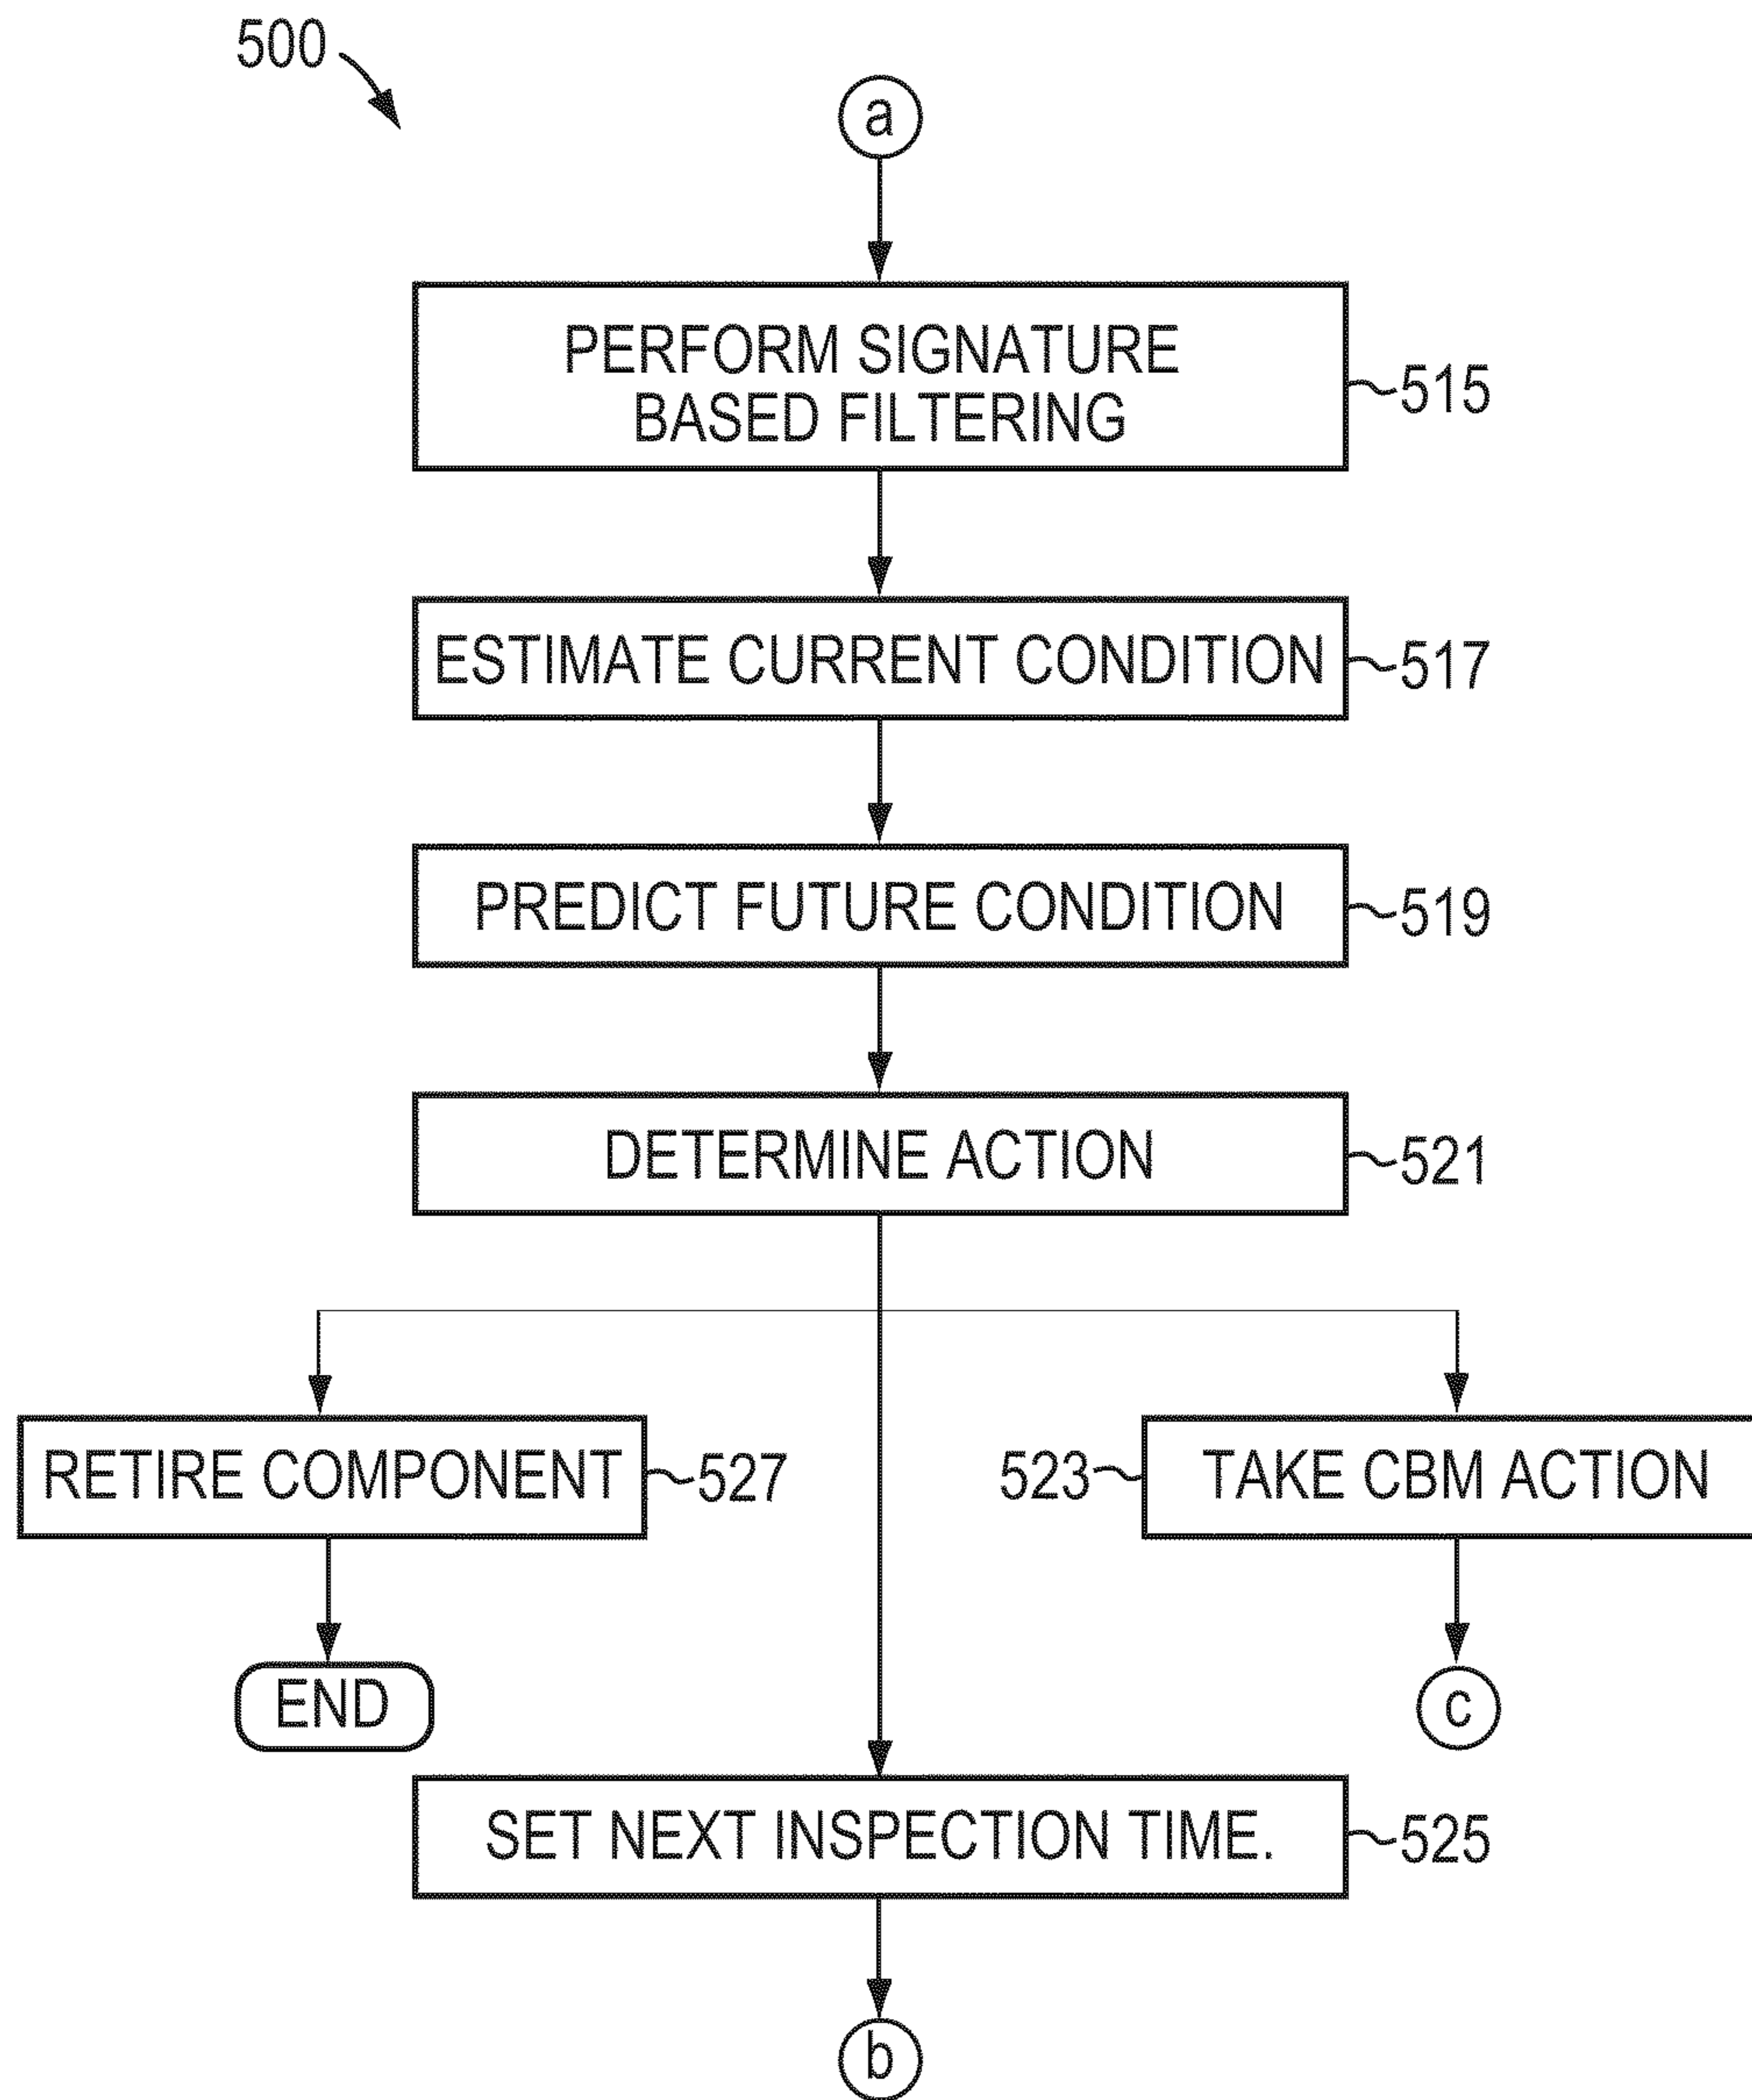 500
a
PERFORM SIGNATURE
BASED FILTERING
515
ESTIMATE CURRENT CONDITION
517
PREDICT FUTURE CONDITION
519
DETERMINE ACTION
521
RETIRE COMPONENT
527
523
TAKE CBM ACTION
END
c
SET NEXT INSPECTION TIME.
525
b